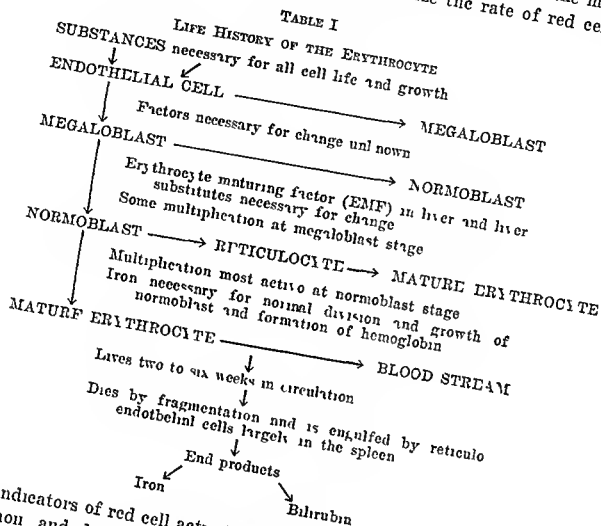 the rate of red cel
TABLE I
LIFE HISTORY OF THE ERYTHROCYTE
SUBSTANCES necessary for all cell life and growth
ENDOTHELIAL CELL → MEGALOBLAST
Factors necessary for change unknown
MEGALOBLAST → NORMOBLAST
Erythrocyte maturing factor (EMF) in liver and liver
substitutes necessary for change
Some multiplication at megaloblast stage
NORMOBLAST → RETICULOCYTE → MATURE ERYTHROCYTE
Multiplication most active at normoblast stage
Iron necessary for normal division and growth of
normoblast and formation of hemoglobin
MATURE ERYTHROCYTE → BLOOD STREAM
Lives two to six weeks in circulation
Dies by fragmentation and is engulfed by reticulo
endothelial cells largely in the spleen
End products
Iron
Bilirubin
ndicators of red cell act